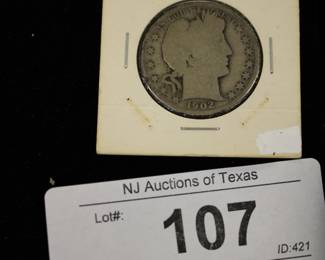 1902
NJ Auctions of Texas
Lot#:
107
ID:421